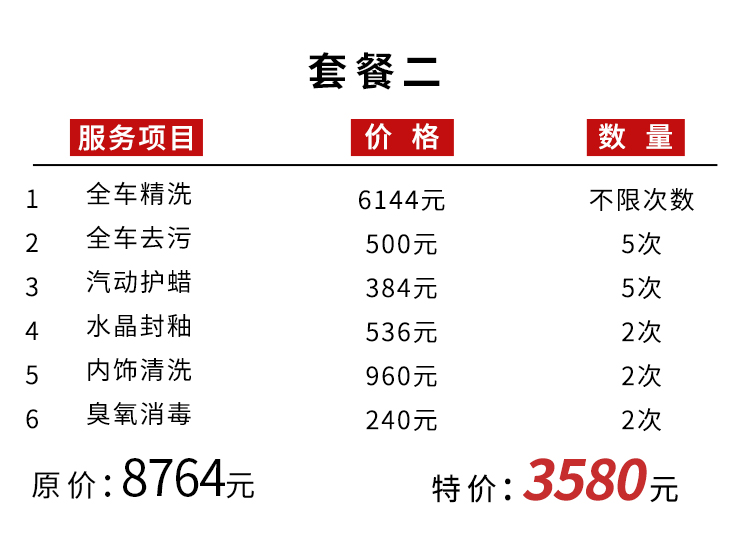 套餐二
服务项目 价格 数量
1 全车精洗 6144元 不限次数
2 全车去污 500元 5次
3 汽动护蜡 384元 5次
4 水晶封釉 536元 2次
5 内饰清洗 960元 2次
6 臭氧消毒 240元 2次
原价：8764元 特价：3580元